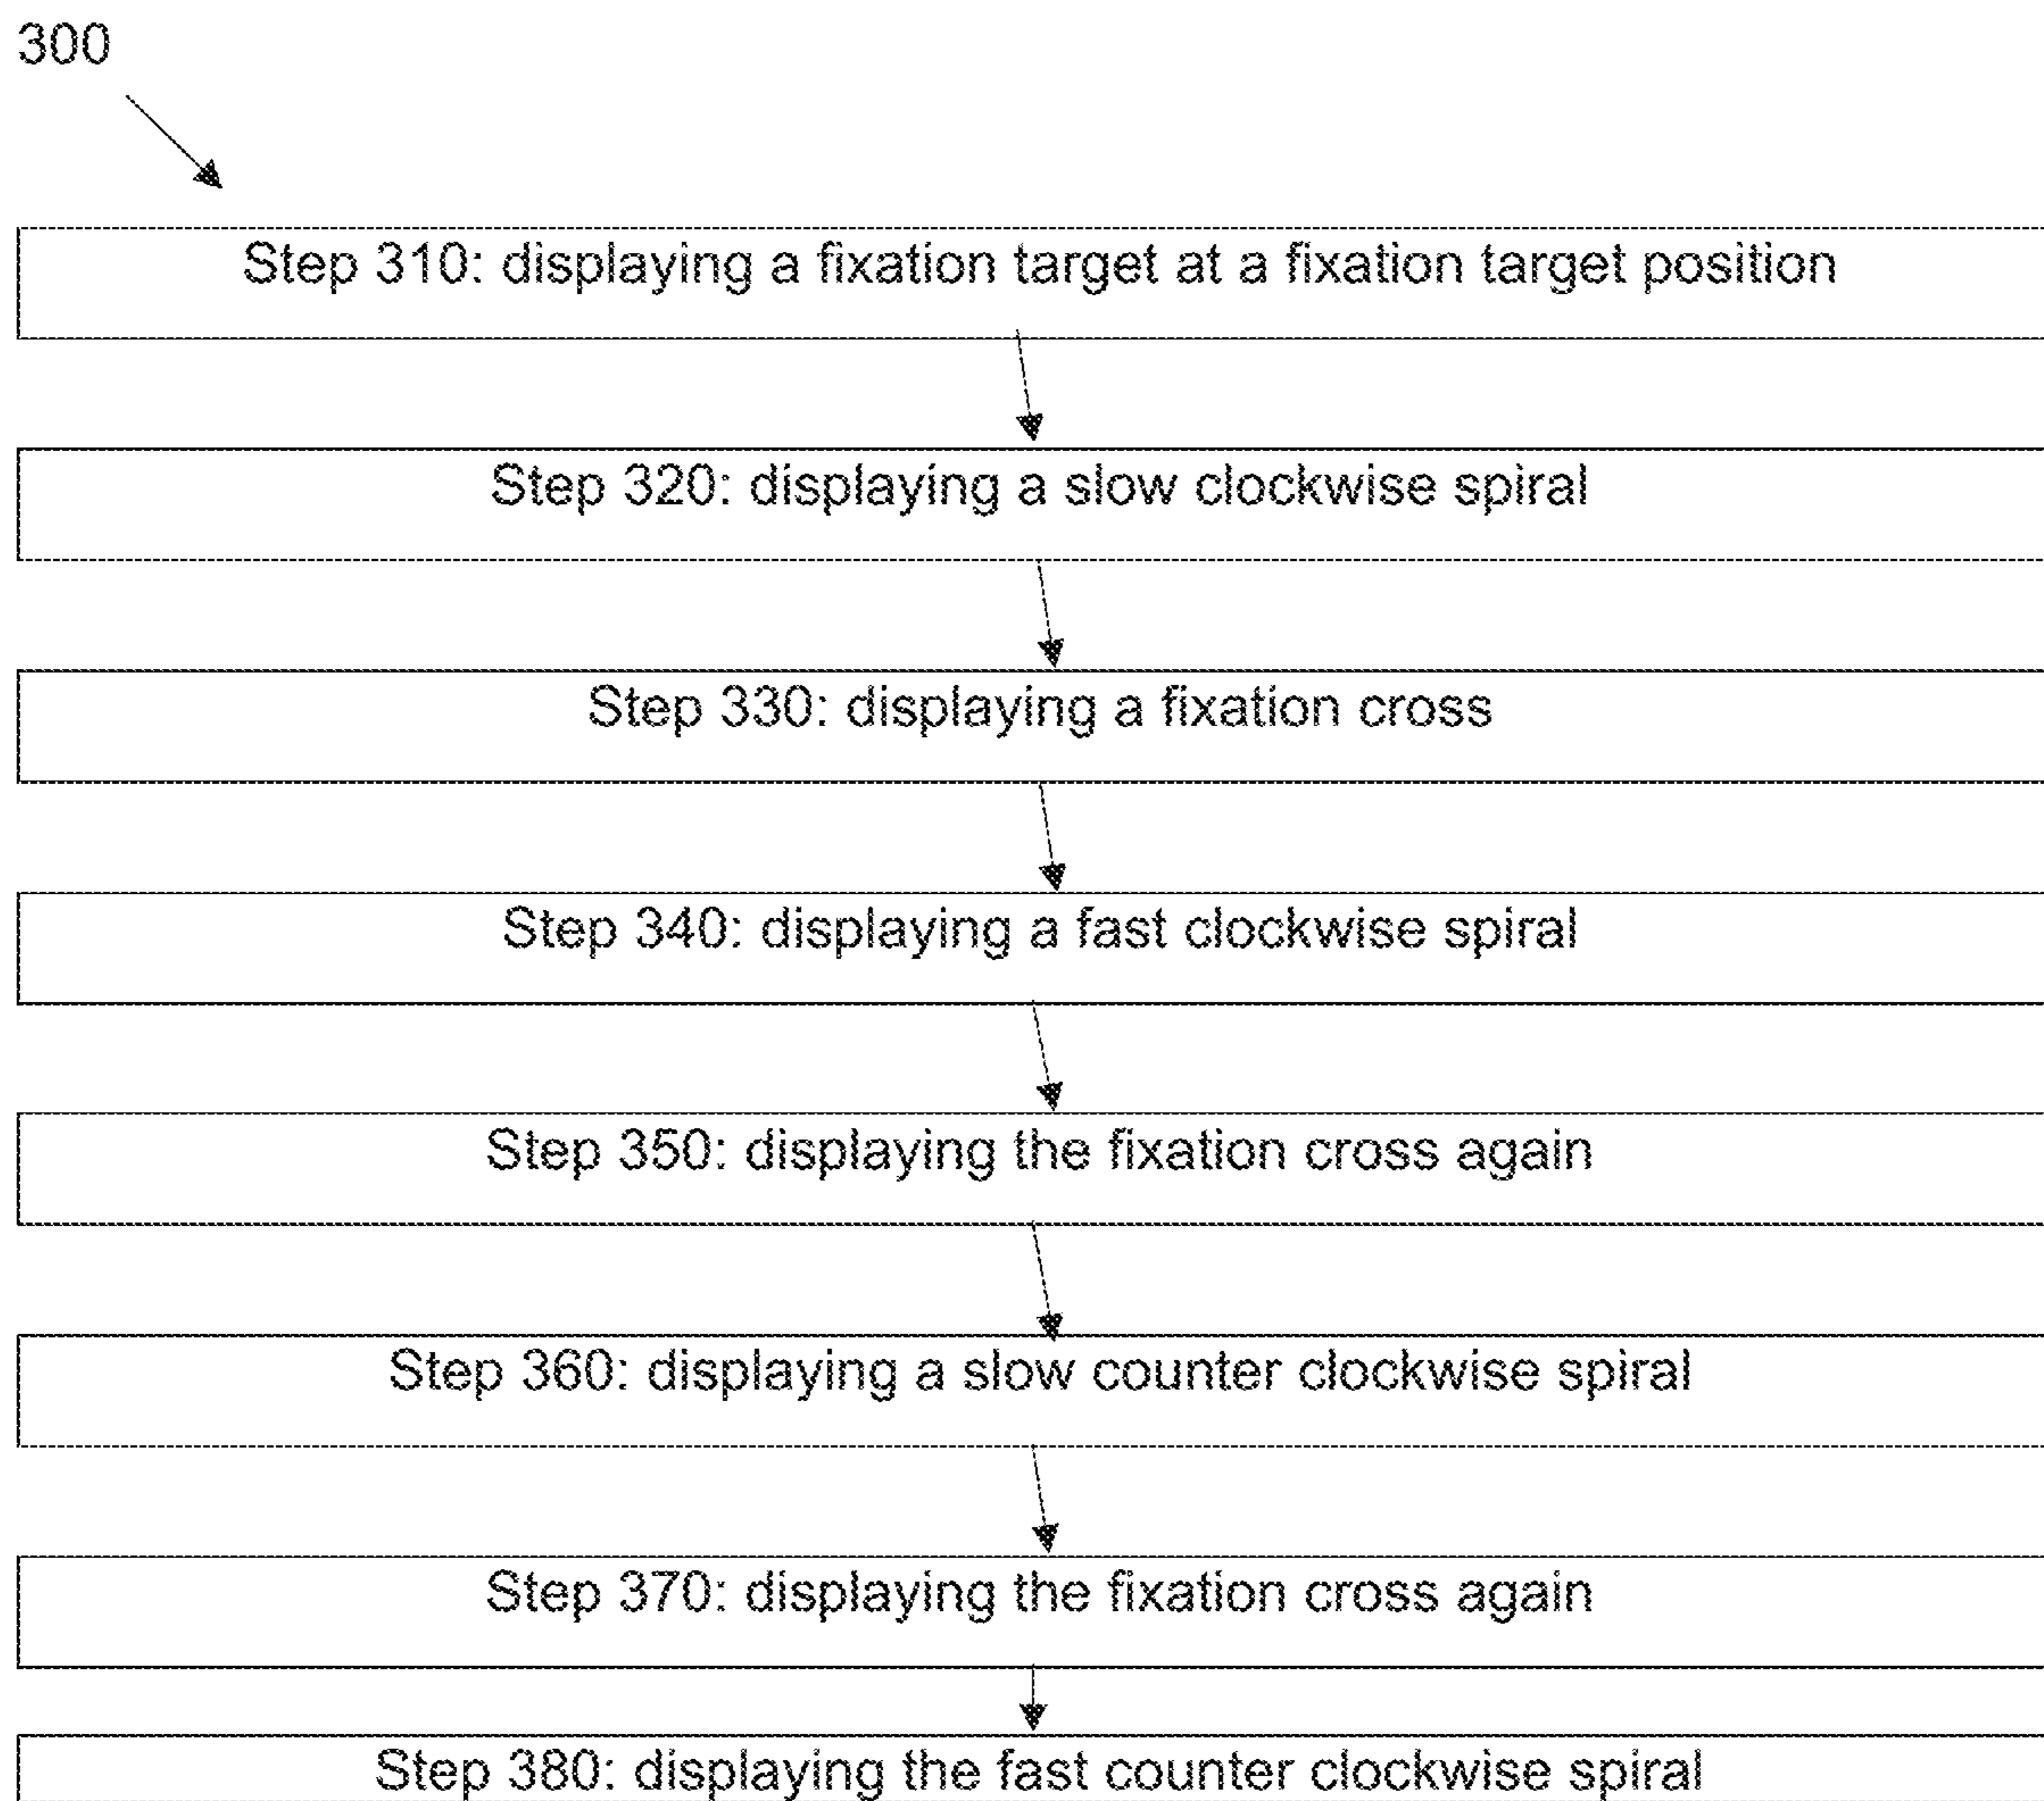 300
Step 310: displaying a fixation target at a fixation target position
Step 320: displaying a slow clockwise spiral
Step 330: displaying a fixation cross
Step 340: displaying a fast clockwise spiral
Step 350: displaying the fixation cross again
Step 360: displaying a slow counter clockwise spiral
Step 370: displaying the fixation cross again
Step 380: displaying the fast counter clockwise spiral